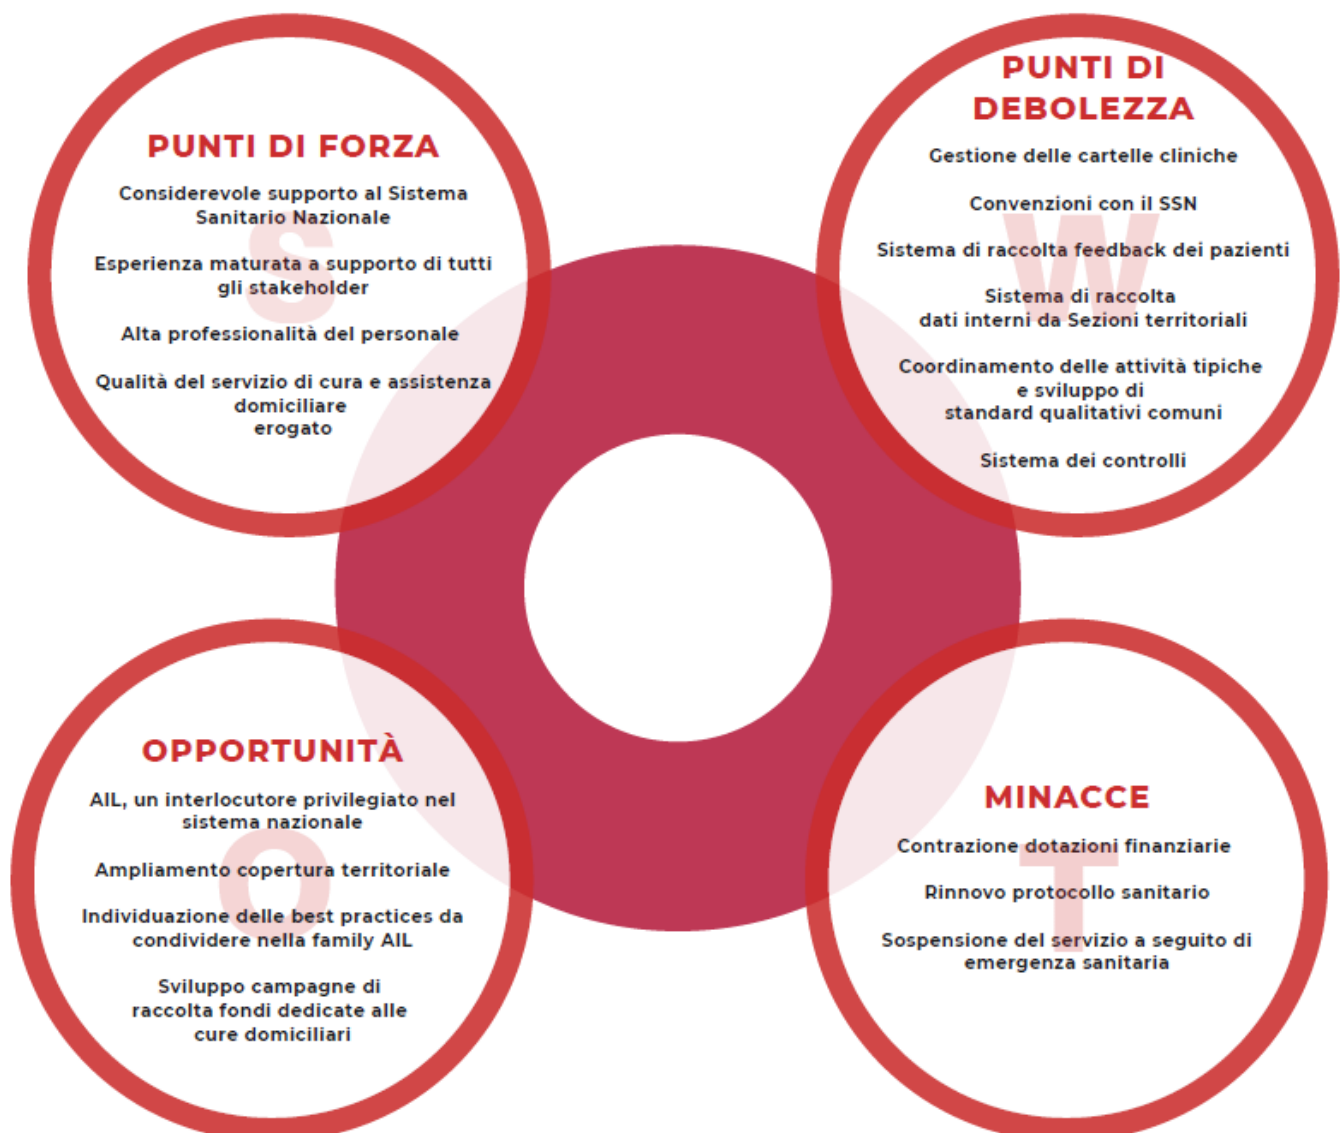 PUNTI DI FORZA
Considerevole supporto al Sistema
Sanitario Nazionale
Esperienza maturata a supporto di tutti
gli stakeholder
Alta professionalità del personale
Qualità del servizio di cura e assistenza
domiciliare
erogato
S
PUNTI DI
DEBOLEZZA
Gestione delle cartelle cliniche
Convenzioni con il SSN
Sistema di raccolta feedback dei pazienti
Sistema di raccolta
dati interni da Sezioni territoriali
Coordinamento delle attività tipiche
e sviluppo di
standard qualitativi comuni
Sistema dei controlli
W
OPPORTUNITÀ
AIL, un interlocutore privilegiato nel
sistema nazionale
Ampliamento copertura territoriale
Individuazione delle best practices da
condividere nella family AIL
Sviluppo campagne di
raccolta fondi dedicate alle
cure domiciliari
O
MINACCE
Contrazione dotazioni finanziarie
Rinnovo protocollo sanitario
Sospensione del servizio a seguito di
emergenza sanitaria
T